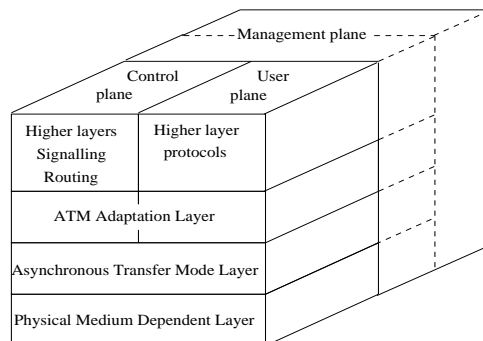 Management plane
Control
plane
User
plane
Higher layers
Signalling
Routing
Higher layer
protocols
ATM Adaptation Layer
Asynchronous Transfer Mode Layer
Physical Medium Dependent Layer